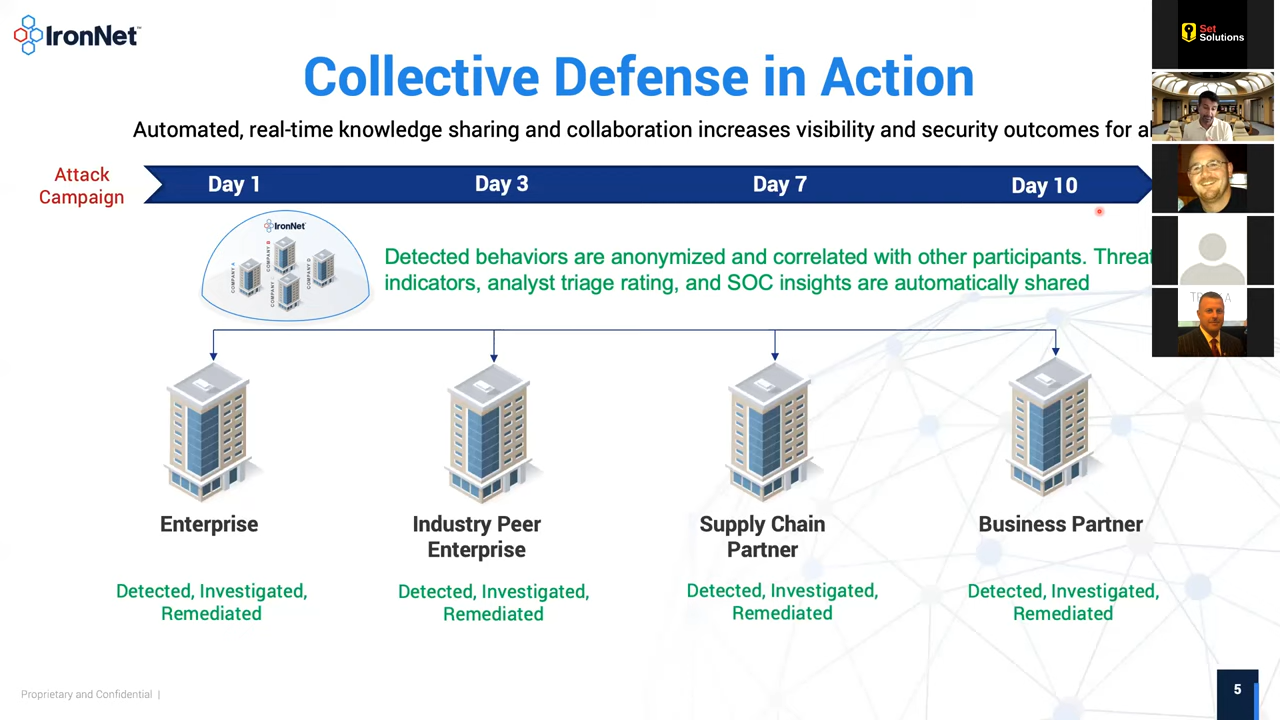 IronNet
Collective Defense in Action
Automated, real-time knowledge sharing and collaboration increases visibility and security outcomes for
Attack
Campaign
Day 1
Day 3
Day 7
Day 10
IronNet
COMPANY A
COMPANY B
COMPANY
COMPANY D
Detected behaviors are anonymized and correlated with other participants. Threat
indicators, analyst triage rating, and SOC insights are automatically shared
Enterprise
Industry Peer
Enterprise
Supply Chain
Partner
Business Partner
Detected, Investigated,
Remediated
Detected, Investigated,
Remediated
Detected, Investigated,
Remediated
Detected, Investigated,
Remediated
Proprietary and Confidential |
5
Set
Solutions